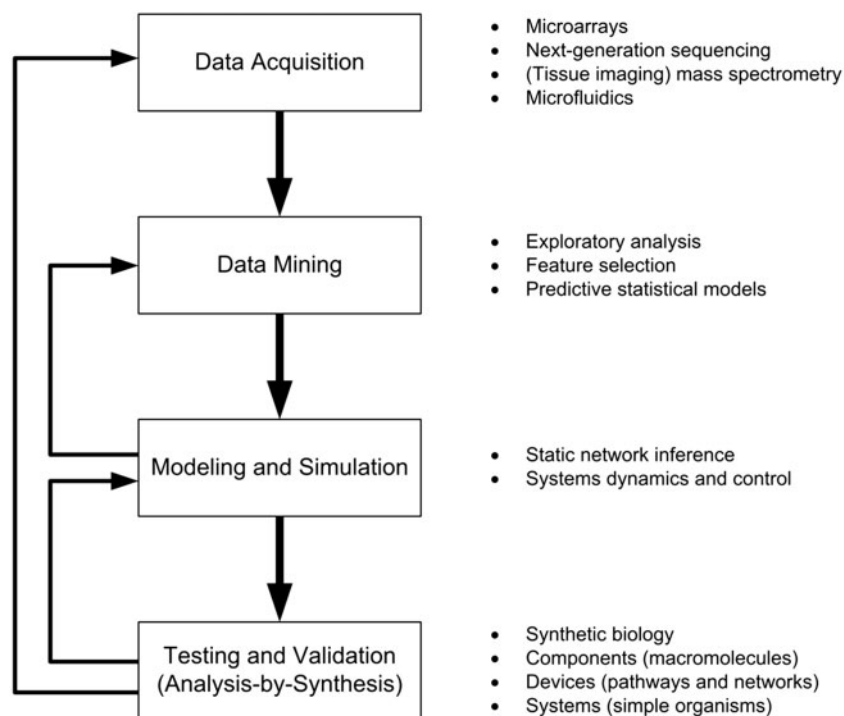 Data Acquisition
• Microarrays
• Next-generation sequencing
• (Tissue imaging) mass spectrometry
• Microfluidics
Data Mining
• Exploratory analysis
• Feature selection
• Predictive statistical models
Modeling and Simulation
• Static network inference
• Systems dynamics and control
Testing and Validation
(Analysis-by-Synthesis)
• Synthetic biology
• Components (macromolecules)
• Devices (pathways and networks)
• Systems (simple organisms)